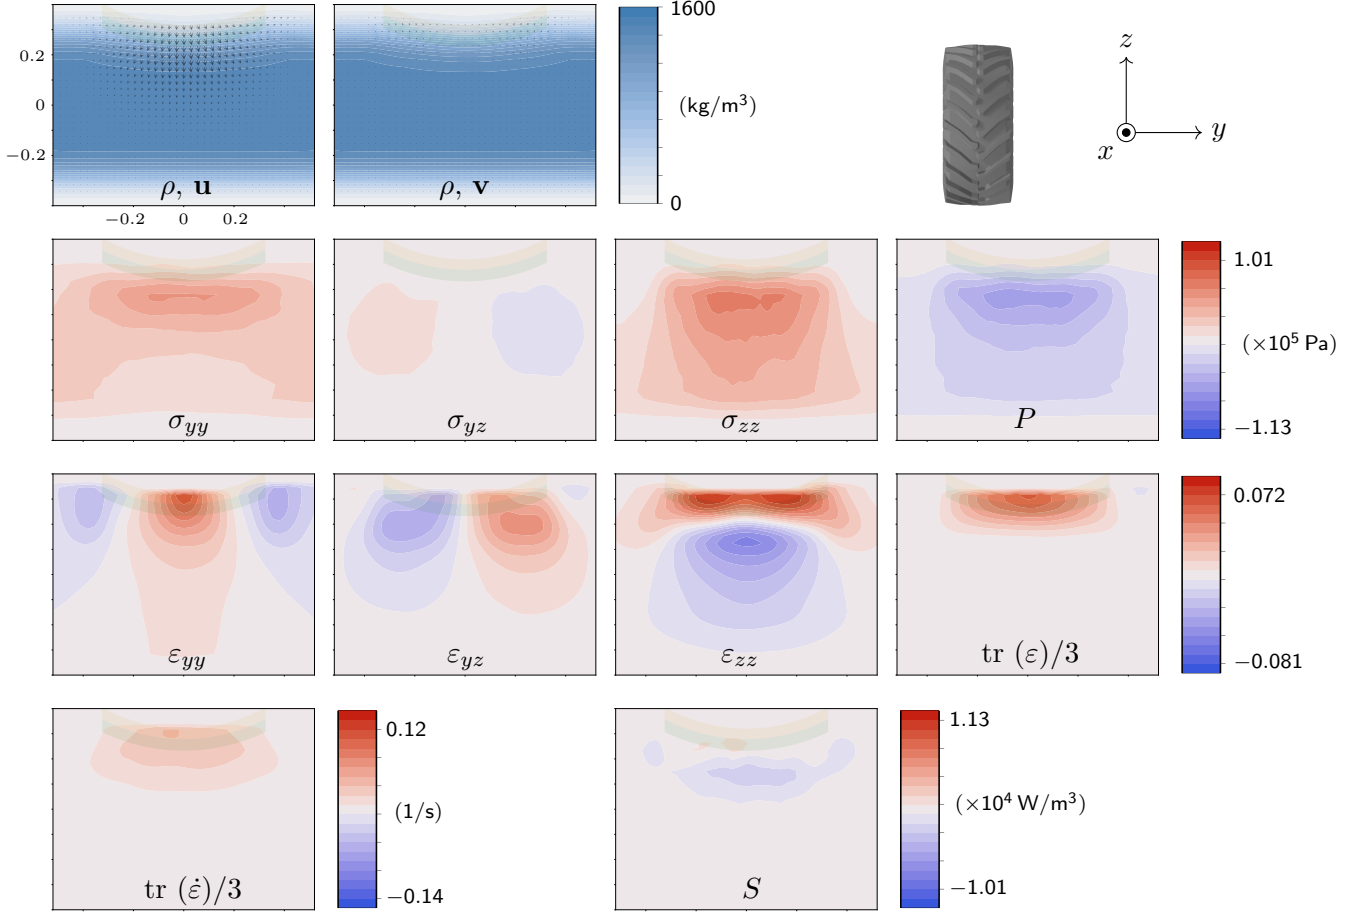 1600
0.2
0
−0.2
(kg/m³)
z
y
x
ρ, u
ρ, v
0
−0.2 0 0.2
1.01
(×10⁵ Pa)
−1.13
σyy
σyz
σzz
P
0.072
−0.081
εyy
εyz
εzz
tr (ε)/3
0.12
(1/s)
−0.14
1.13
(×10⁴ W/m³)
−1.01
tr (ε̇)/3
S